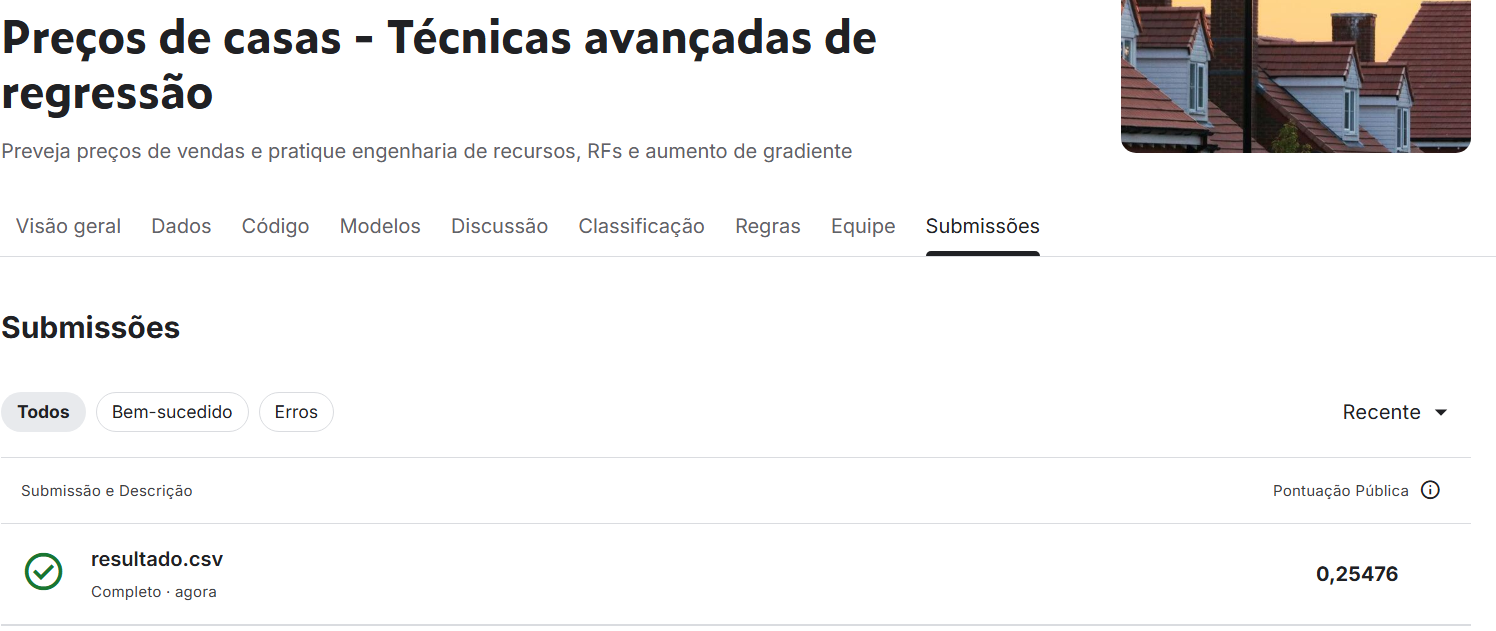 Preços de casas - Técnicas avançadas de
regressão
Preveja preços de vendas e pratique engenharia de recursos, RFs e aumento de gradiente
Visão geral Dados Código Modelos Discussão Classificação Regras Equipe Submissões
Submissões
Todos Bem-sucedido Erros Recente
Submissão e Descrição Pontuação Pública
resultado.csv
Completo · agora
0,25476